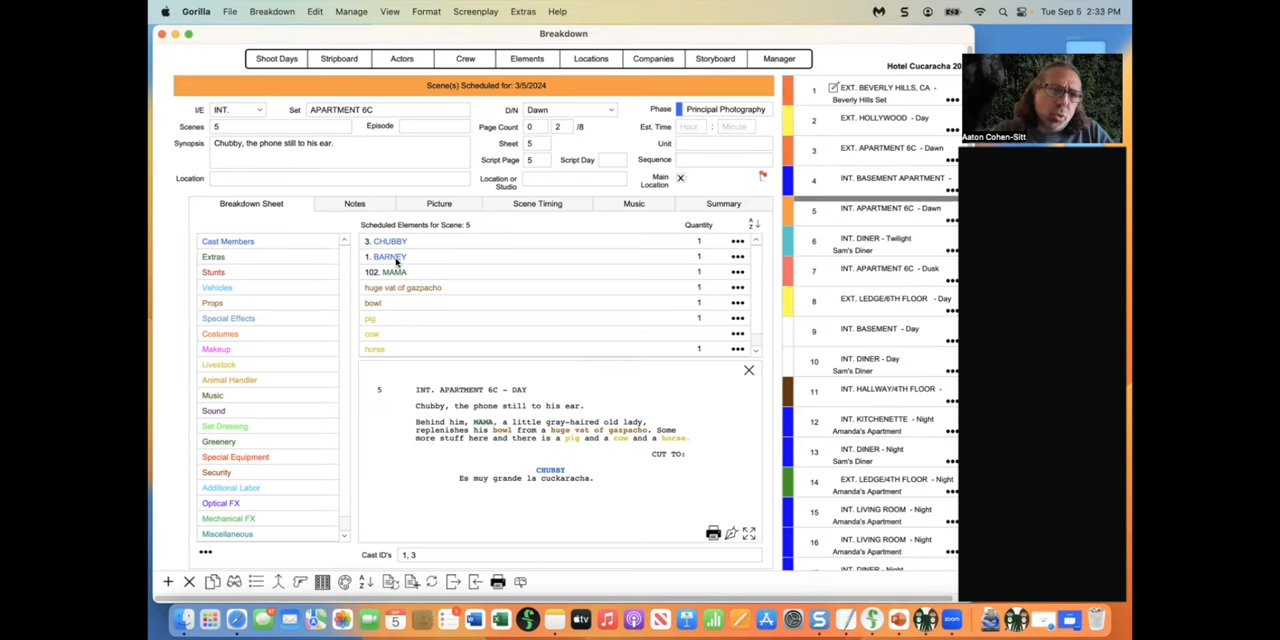 Gorilla File Breakdown Edit Manage View Format Screenplay Extras Help Tue Sep 5 2:33 PM
Breakdown
Shoot Days Stripboard Actors Crew Elements Locations Companies Storyboard Manager
Hotel Cucaracha 20
Scene(s) Scheduled for: 3/5/2024
I/E INT. Set APARTMENT 6C D/N Dawn Phase Principal Photography
Scenes 5 Episode Page Count 0 2 /8 Est. Time Hour : Minute
Synopsis Chubby, the phone still to his ear. Sheet 5 Unit
Script Page 5 Script Day Sequence
Location Location or Studio Main Location
Breakdown Sheet Notes Picture Scene Timing Music Summary
Scheduled Elements for Scene: 5 Quantity
Cast Members
Extras
Stunts
Vehicles
Props
Special Effects
Costumes
Makeup
Livestock
Animal Handler
Music
Sound
Set Dressing
Greenery
Special Equipment
Security
Additional Labor
Optical FX
Mechanical FX
Miscellaneous
3. CHUBBY 1
1. BARNEY 1
102. MAMA 1
huge vat of gazpacho 1
bowl 1
pig 1
cow
horse 1
5 INT. APARTMENT 6C - DAY
Chubby, the phone still to his ear.
Behind him, MAMA, a little gray-haired old lady,
replenishes his bowl from a huge vat of gazpacho. Some
more stuff here and there is a pig and a cow and a horse.
CUT TO:
CHUBBY
Es muy grande la cuckaracha.
Cast ID's 1, 3
1 EXT. BEVERLY HILLS, CA -
Beverly Hills Set
2 EXT. HOLLYWOOD - Day
3 EXT. APARTMENT 6C - Dawn
4 INT. BASEMENT APARTMENT -
5 INT. APARTMENT 6C - Dawn
6 INT. DINER - Twilight
Sam's Diner
7 INT. APARTMENT 6C - Dusk
8 EXT. LEDGE/6TH FLOOR - Day
9 INT. BASEMENT - Day
10 INT. DINER - Day
Sam's Diner
11 INT. HALLWAY/4TH FLOOR -
12 INT. KITCHENETTE - Night
Amanda's Apartment
13 INT. DINER - Night
Sam's Diner
14 EXT. LEDGE/4TH FLOOR - Night
Amanda's Apartment
15 INT. LIVING ROOM - Night
Amanda's Apartment
16 INT. LIVING ROOM - Night
Amanda's Apartment
INT. DINER - Night
Aaton Cohen-Sitt